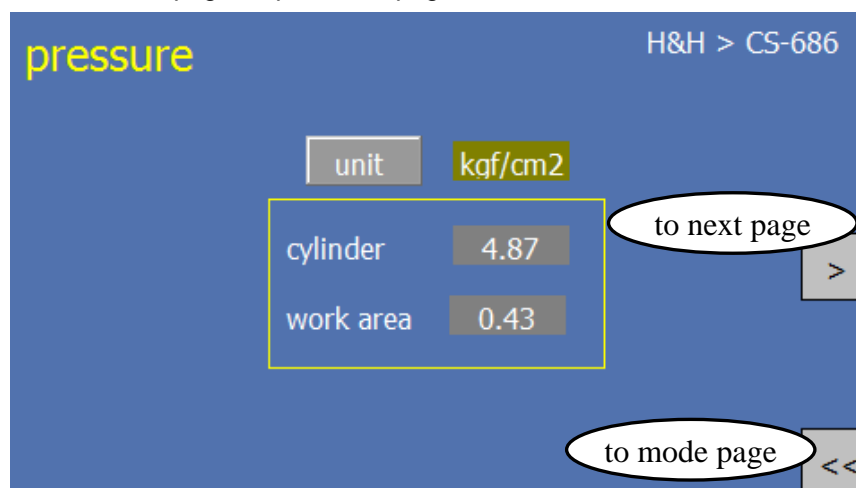 pressure
H&H > CS-686
unit kgf/cm2
to next page
cylinder 4.87
>
work area 0.43
to mode page
<<